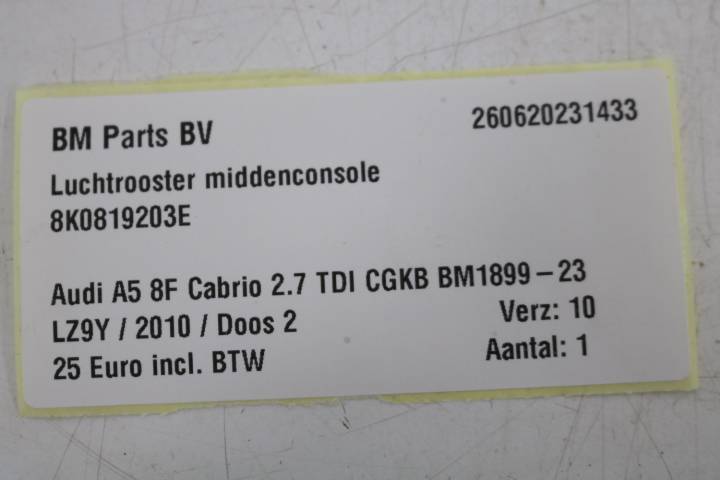 BM Parts BV 260620231433
Luchtrooster middenconsole
8K0819203E
Audi A5 8F Cabrio 2.7 TDI CGKB BM1899-23
LZ9Y / 2010 / Doos 2 Verz: 10
25 Euro incl. BTW Aantal: 1